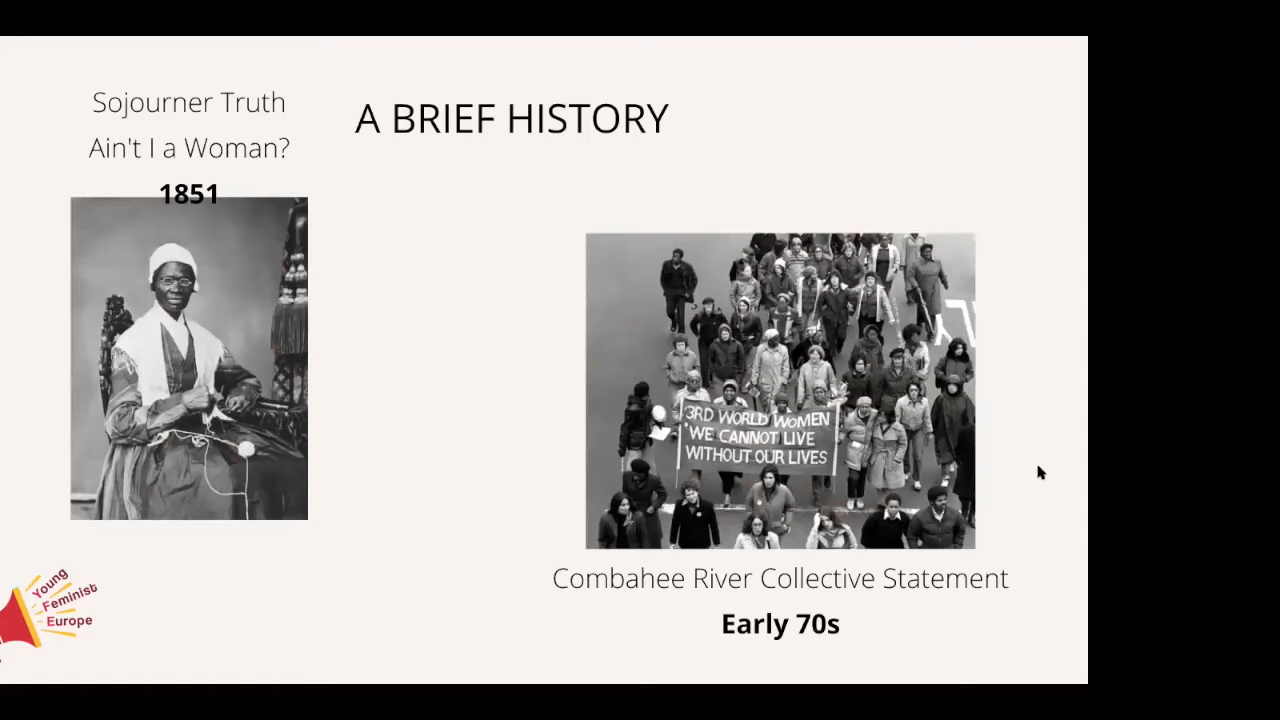 Sojourner Truth
Ain't I a Woman?
1851
A BRIEF HISTORY
3RD WORLD WOMEN
WE CANNOT LIVE
WITHOUT OUR LIVES
Combahee River Collective Statement
Early 70s
Young
Feminist
Europe